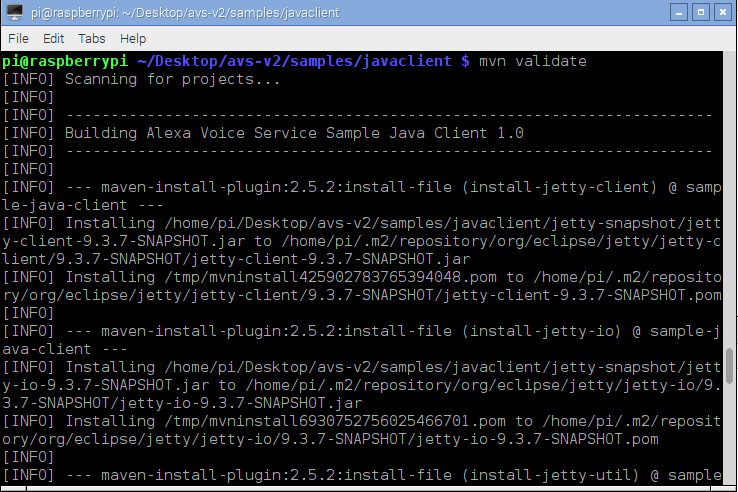 pi@raspberrypi: ~/Desktop/avs-v2/samples/javaclient
File Edit Tabs Help
pi@raspberrypi ~/Desktop/avs-v2/samples/javaclient $ mvn validate
[INFO] Scanning for projects...
[INFO]
[INFO] ------------------------------------------------------------------------
[INFO] Building Alexa Voice Service Sample Java Client 1.0
[INFO] ------------------------------------------------------------------------
[INFO]
[INFO] --- maven-install-plugin:2.5.2:install-file (install-jetty-client) @ samp
le-java-client ---
[INFO] Installing /home/pi/Desktop/avs-v2/samples/javaclient/jetty-snapshot/jett
y-client-9.3.7-SNAPSHOT.jar to /home/pi/.m2/repository/org/eclipse/jetty/jetty-c
lient/9.3.7-SNAPSHOT/jetty-client-9.3.7-SNAPSHOT.jar
[INFO] Installing /tmp/mvninstall425902783765394048.pom to /home/pi/.m2/reposito
ry/org/eclipse/jetty/jetty-client/9.3.7-SNAPSHOT/jetty-client-9.3.7-SNAPSHOT.pom
[INFO]
[INFO] --- maven-install-plugin:2.5.2:install-file (install-jetty-io) @ sample-j
ava-client ---
[INFO] Installing /home/pi/Desktop/avs-v2/samples/javaclient/jetty-snapshot/jett
y-io-9.3.7-SNAPSHOT.jar to /home/pi/.m2/repository/org/eclipse/jetty/jetty-io/9.
3.7-SNAPSHOT/jetty-io-9.3.7-SNAPSHOT.jar
[INFO] Installing /tmp/mvninstall6930752756025466701.pom to /home/pi/.m2/reposit
ory/org/eclipse/jetty/jetty-io/9.3.7-SNAPSHOT/jetty-io-9.3.7-SNAPSHOT.pom
[INFO]
[INFO] --- maven-install-plugin:2.5.2:install-file (install-jetty-util) @ sample